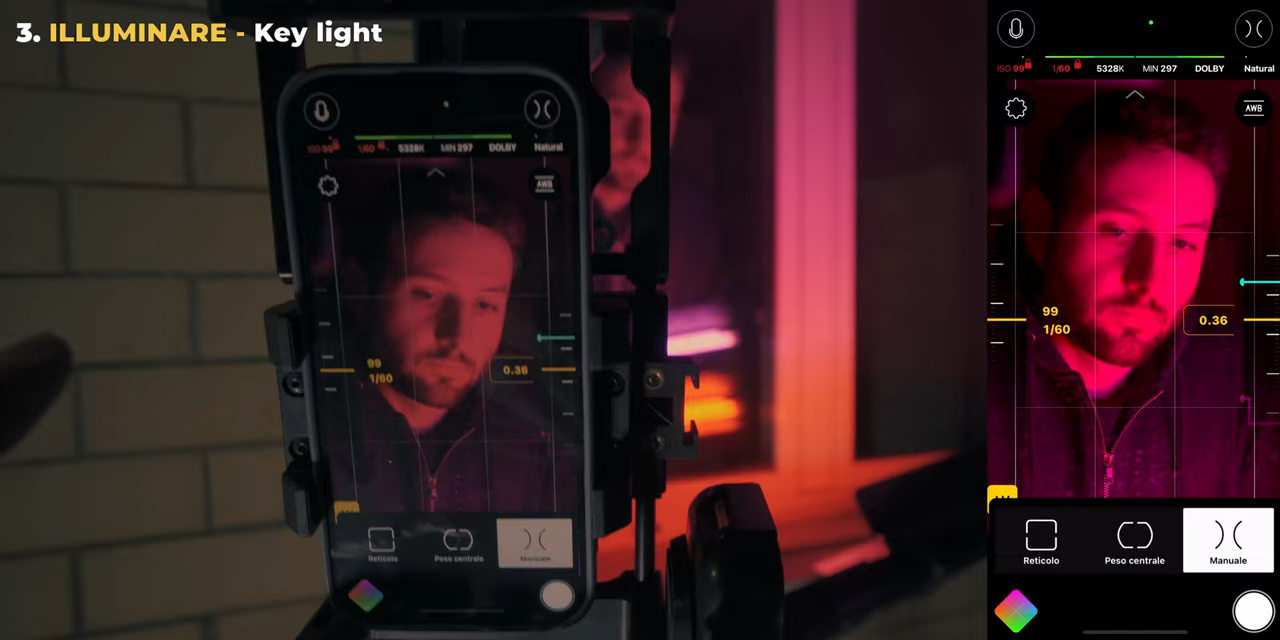 3. ILLUMINARE - Key light
ISO 99 1/60 5328K MIN 297 DOLBY Natural
AWB
99
1/60
0.36
Reticolo Peso centrale Manuale
ISO 99 1/60 5328K MIN 297 DOLBY Natural
AWB
99
1/60
0.36
Reticolo Peso centrale Manuale